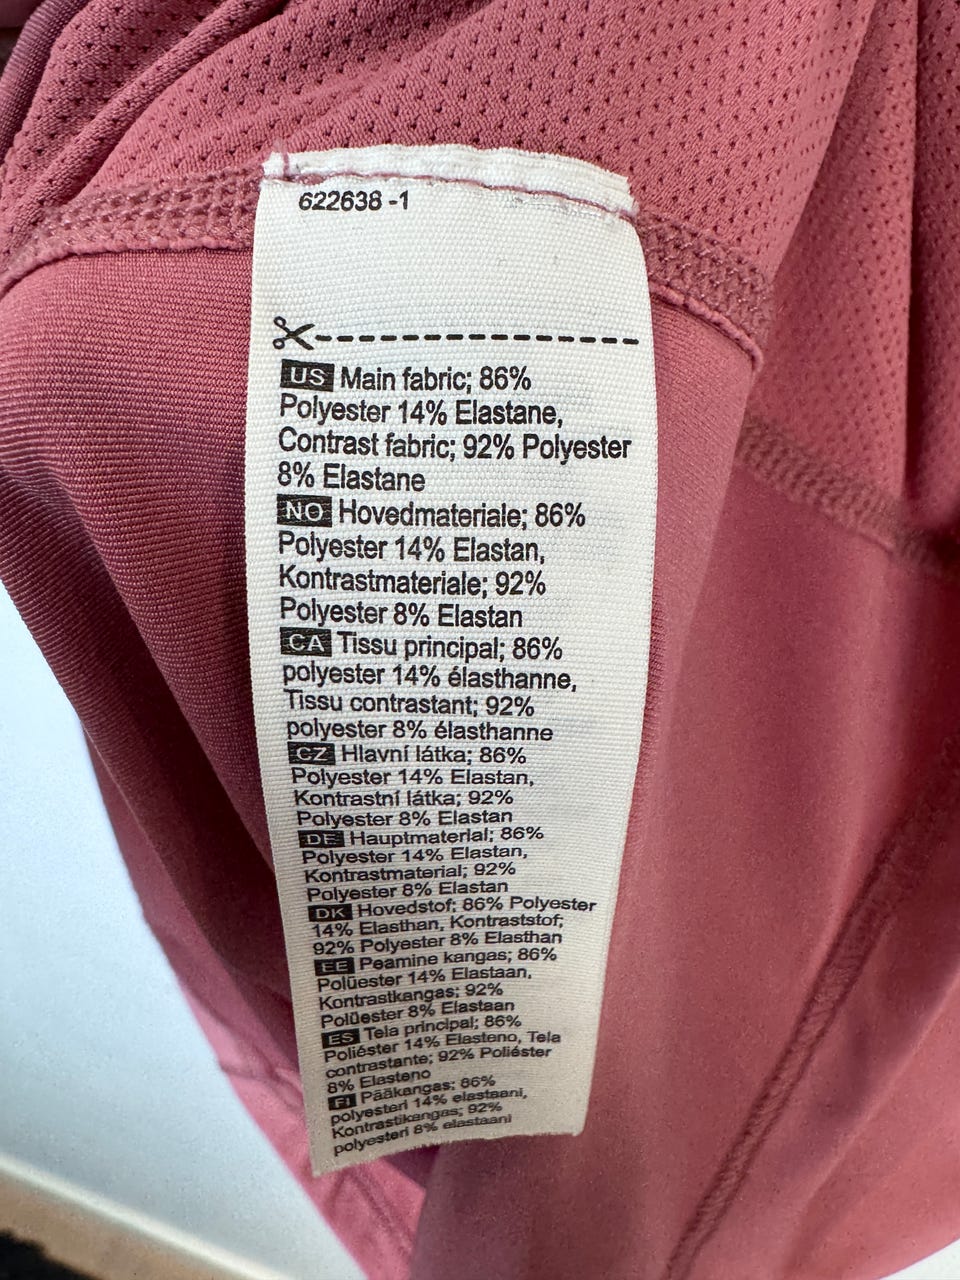 622638 -1
US Main fabric; 86%
Polyester 14% Elastane,
Contrast fabric; 92% Polyester
8% Elastane
NO Hovedmateriale; 86%
Polyester 14% Elastan,
Kontrastmateriale; 92%
Polyester 8% Elastan
CA Tissu principal; 86%
polyester 14% élasthanne,
Tissu contrastant; 92%
polyester 8% élasthanne
CZ Hlavní látka; 86%
Polyester 14% Elastan,
Kontrastní látka; 92%
Polyester 8% Elastan
DE Hauptmaterial; 86%
Polyester 14% Elastan,
Kontrastmaterial; 92%
Polyester 8% Elastan
DK Hovedstof; 86% Polyester
14% Elasthan, Kontraststof;
92% Polyester 8% Elasthan
EE Peamine kangas; 86%
Polüester 14% Elastaan,
Kontrastkangas; 92%
Polüester 8% Elastaan
ES Tela principal; 86%
Poliéster 14% Elasteno, Tela
contrastante; 92% Poliéster
8% Elasteno
FI Pääkangas; 86%
polyesteri 14% elastaani,
Kontrastikangas; 92%
polyesteri 8% elastaani